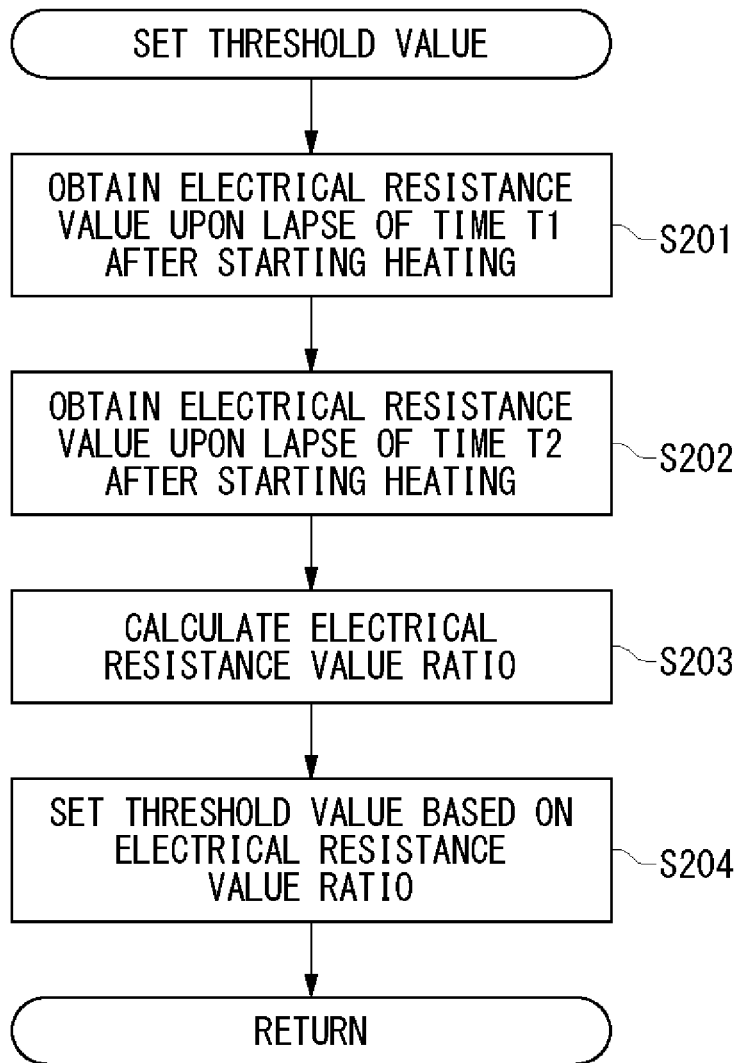 SET THRESHOLD VALUE
OBTAIN ELECTRICAL RESISTANCE
VALUE UPON LAPSE OF TIME T1
AFTER STARTING HEATING
S201
OBTAIN ELECTRICAL RESISTANCE
VALUE UPON LAPSE OF TIME T2
AFTER STARTING HEATING
S202
CALCULATE ELECTRICAL
RESISTANCE VALUE RATIO
S203
SET THRESHOLD VALUE BASED ON
ELECTRICAL RESISTANCE
VALUE RATIO
S204
RETURN